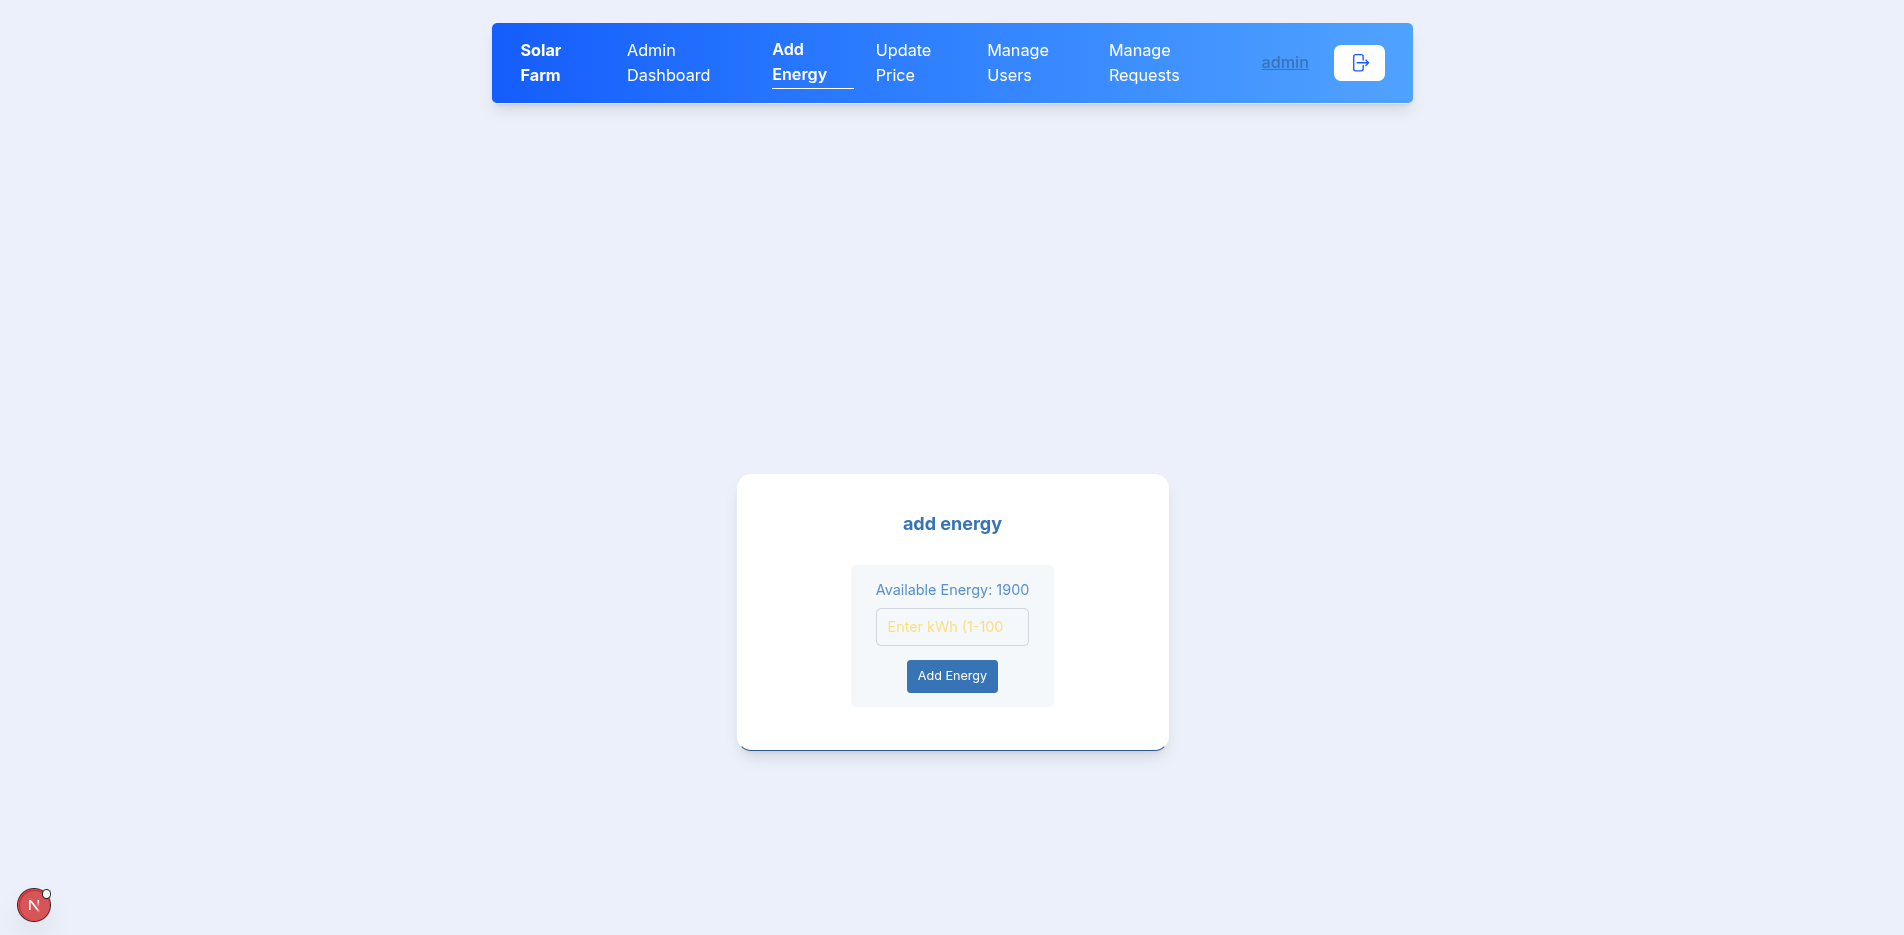 Solar
Farm
Admin
Dashboard
Add
Energy
Update
Price
Manage
Users
Manage
Requests
admin
add energy
Available Energy: 1900
Enter kWh (1-100
Add Energy
N